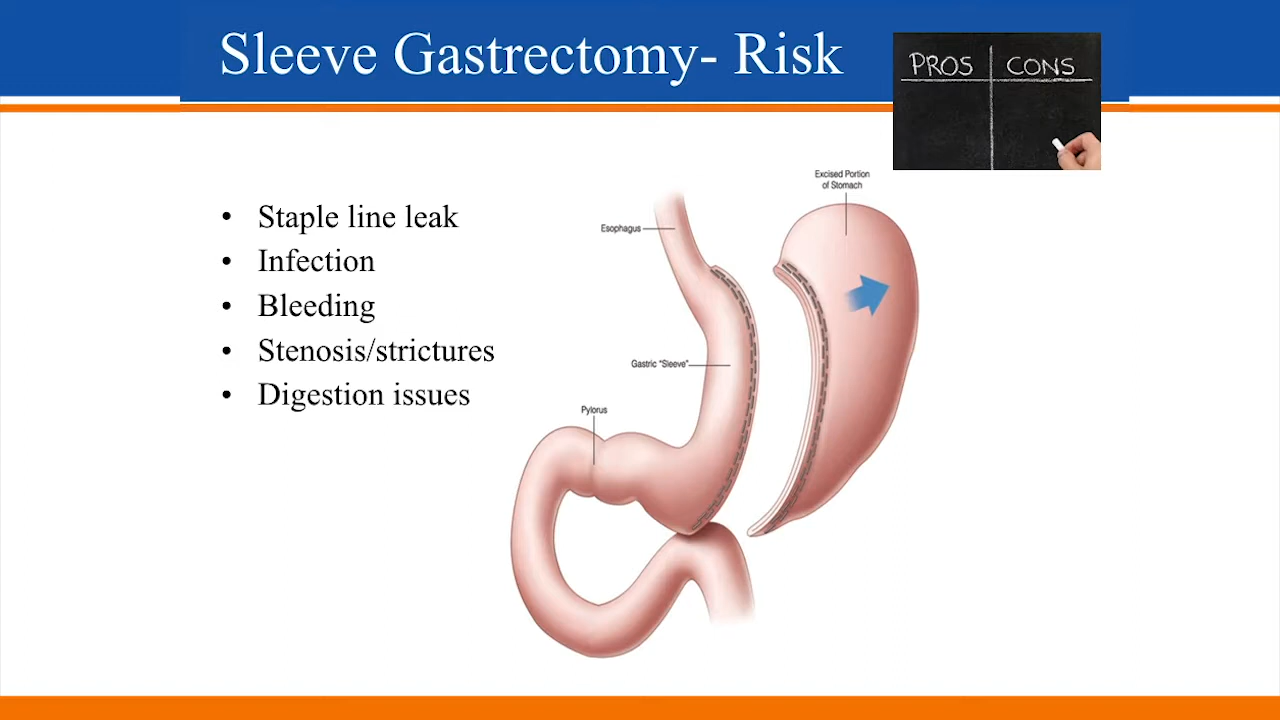 Sleeve Gastrectomy- Risk
PROS CONS
• Staple line leak
• Infection
• Bleeding
• Stenosis/strictures
• Digestion issues
Excised Portion
of Stomach
Esophagus
Gastric "Sleeve"
Pylorus